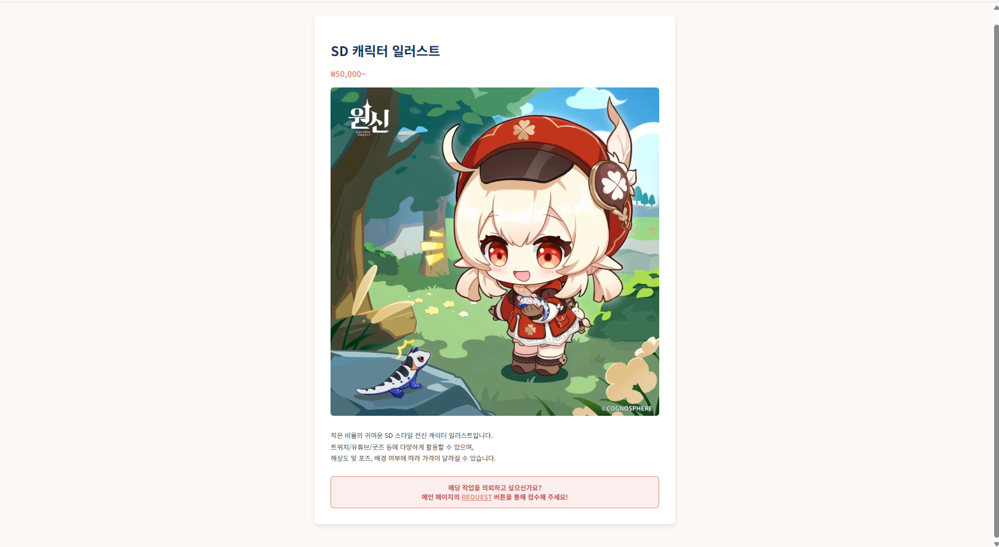 SD 캐릭터 일러스트
₩50,000~
원신
Genshin
Impact
©COGNOSPHERE
작은 비율의 귀여운 SD 스타일 전신 캐릭터 일러스트입니다.
트위치/유튜브/굿즈 등에 다양하게 활용할 수 있으며,
해상도 및 포즈, 배경 여부에 따라 가격이 달라질 수 있습니다.
해당 작업을 의뢰하고 싶으신가요?
메인 페이지의 REQUEST 버튼을 통해 접수해 주세요!